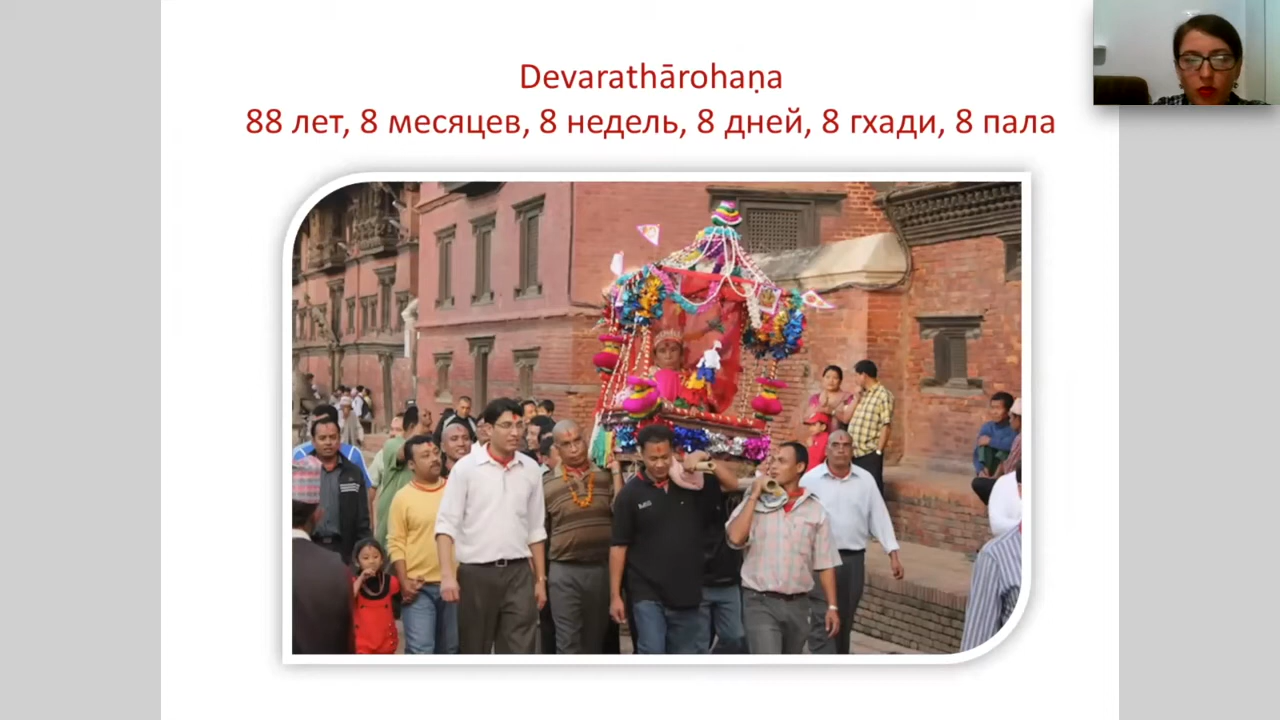 Devarathārohaṇa
88 лет, 8 месяцев, 8 недель, 8 дней, 8 гхади, 8 пала